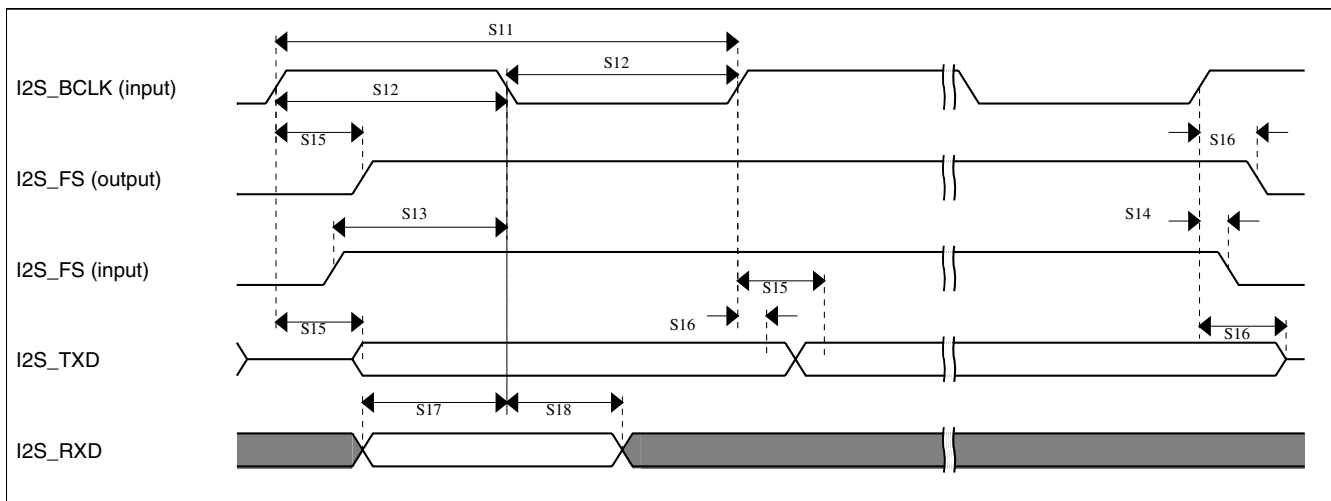 S11
I2S_BCLK (input)
S12
S12
S15
S16
I2S_FS (output)
S13
S14
I2S_FS (input)
S15
S15
S16
S16
I2S_TXD
S17
S18
I2S_RXD